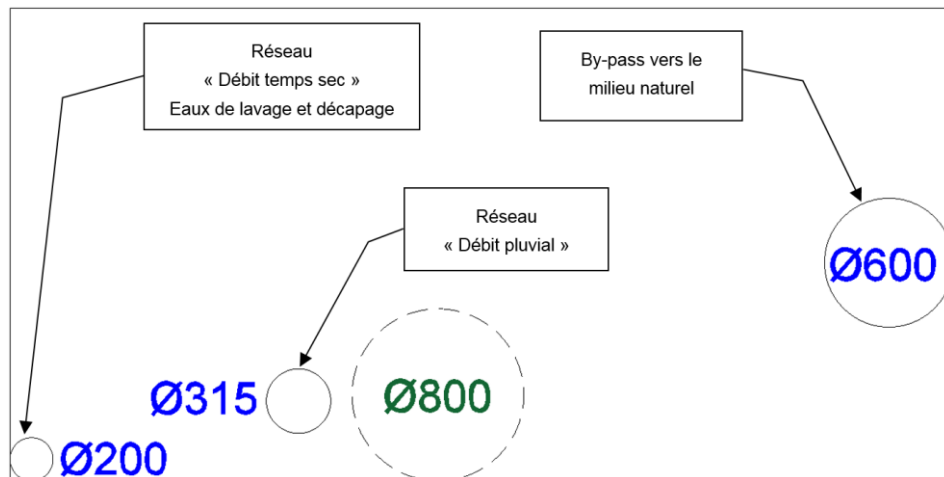 Réseau
« Débit temps sec »
Eaux de lavage et décapage
By-pass vers le
milieu naturel
Réseau
« Débit pluvial »
Ø600
Ø315
Ø800
Ø200